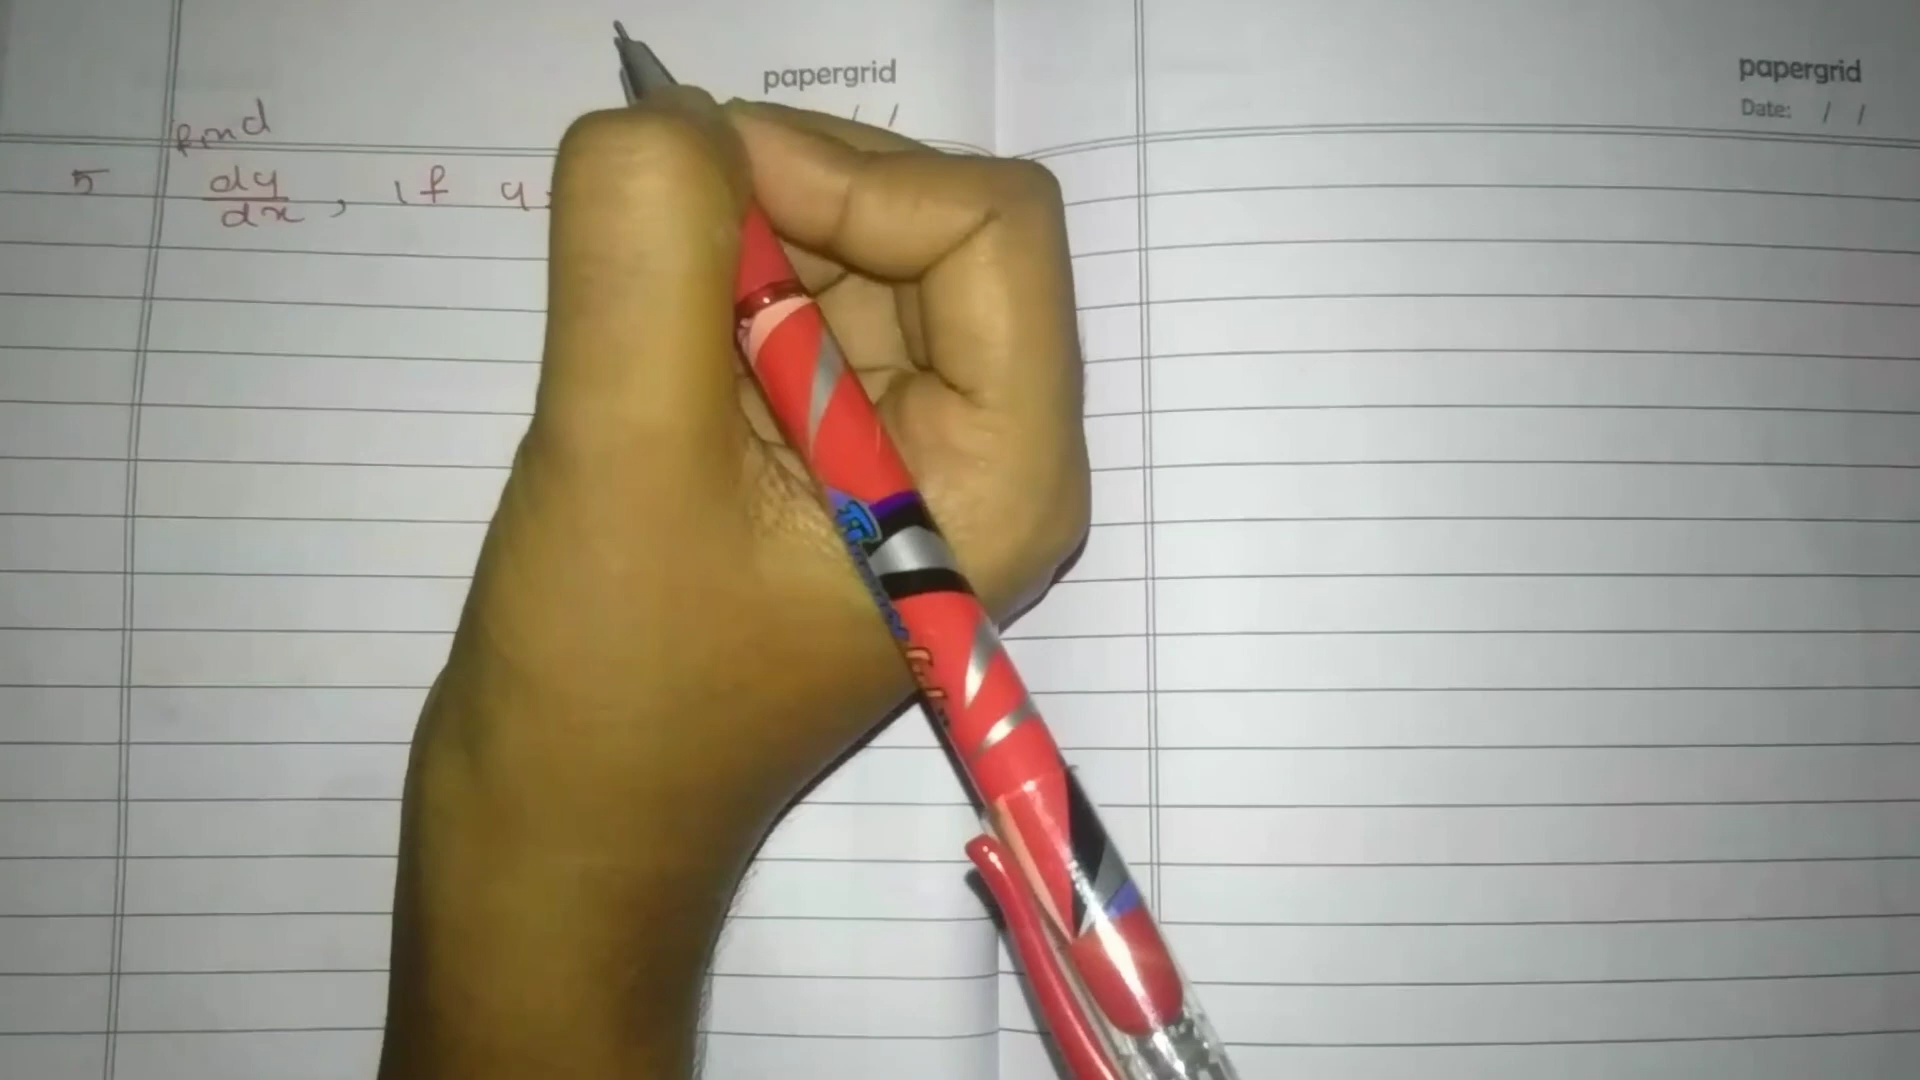 papergrid
/ /
papergrid
Date: / /
Find
5 dy/dx, if y